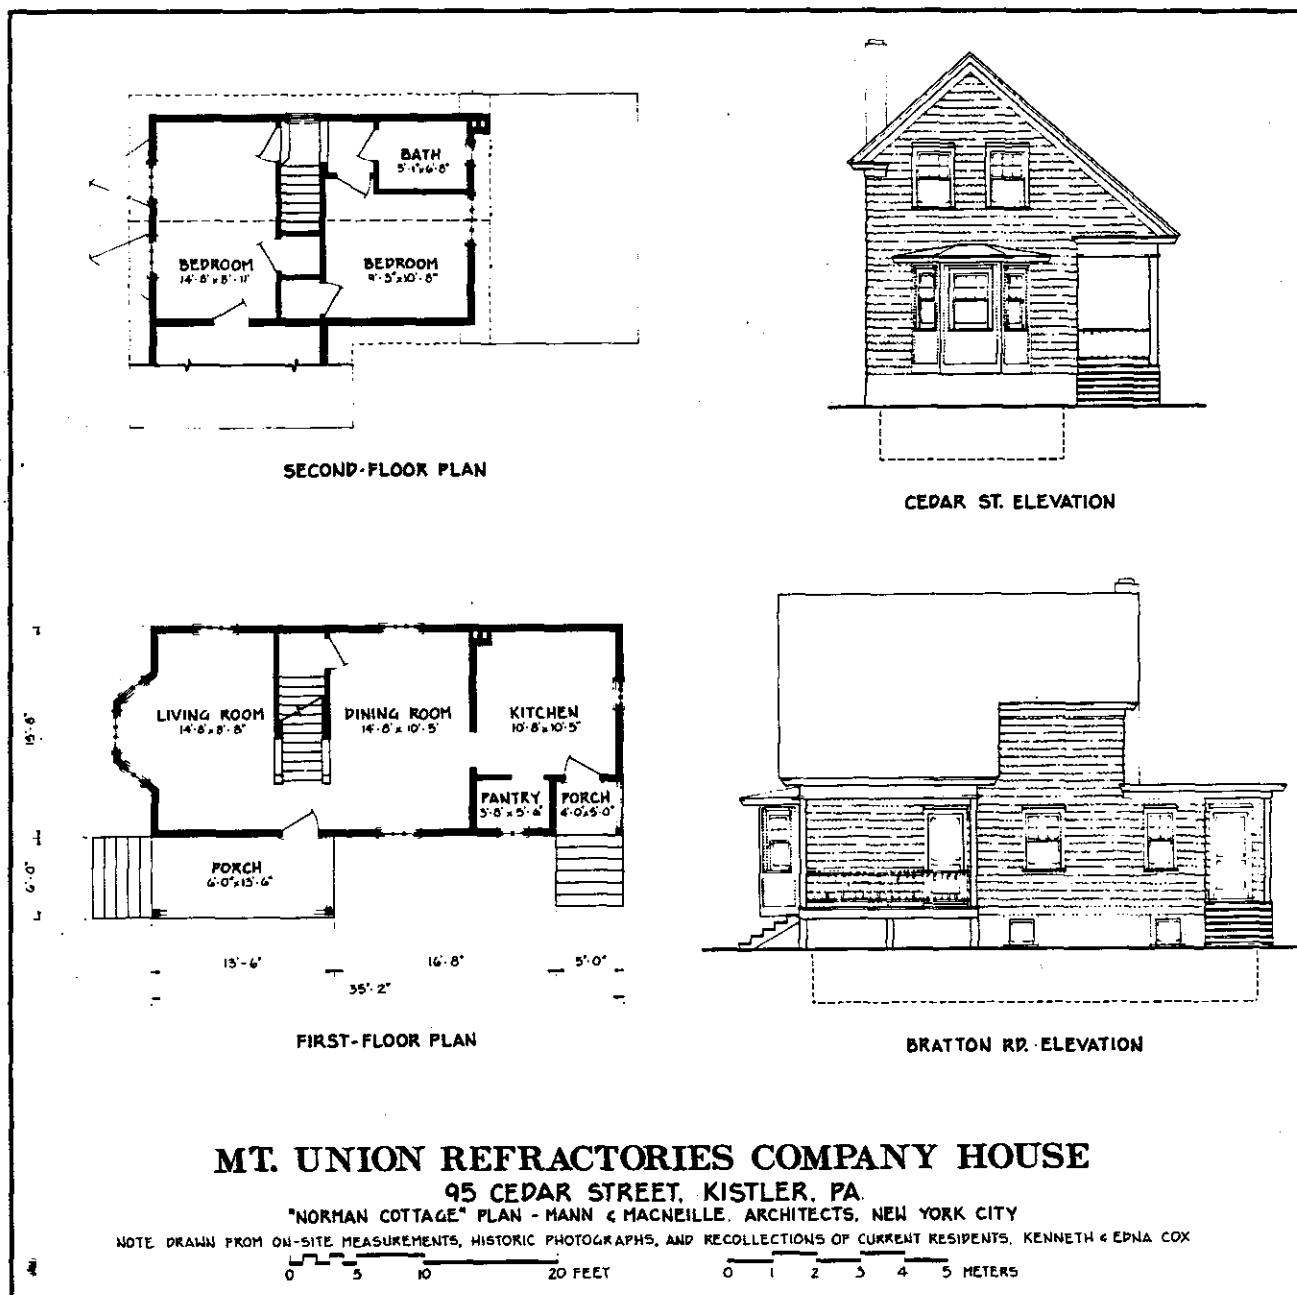 BATH
5'-1"x6'-8"
BEDROOM
14'-8"x8'-11"
BEDROOM
9'-3"x10'-8"
SECOND-FLOOR PLAN
CEDAR ST. ELEVATION
LIVING ROOM
14'-8"x8'-8"
DINING ROOM
14'-8"x10'-5"
KITCHEN
10'-8"x10'-5"
PANTRY
PORCH
4'-0"x5'-0"
PORCH
6'-0"x13'-6"
15'-8"
6'-0"
13'-6"
16'-8"
5'-0"
35'-2"
FIRST-FLOOR PLAN
BRATTON RD. ELEVATION
MT. UNION REFRACTORIES COMPANY HOUSE
95 CEDAR STREET, KISTLER, PA.
"NORMAN COTTAGE" PLAN - MANN & MACNEILLE, ARCHITECTS, NEW YORK CITY
NOTE DRAWN FROM ON-SITE MEASUREMENTS, HISTORIC PHOTOGRAPHS, AND RECOLLECTIONS OF CURRENT RESIDENTS, KENNETH & EDNA COX
0 5 10 20 FEET
0 1 2 3 4 5 METERS